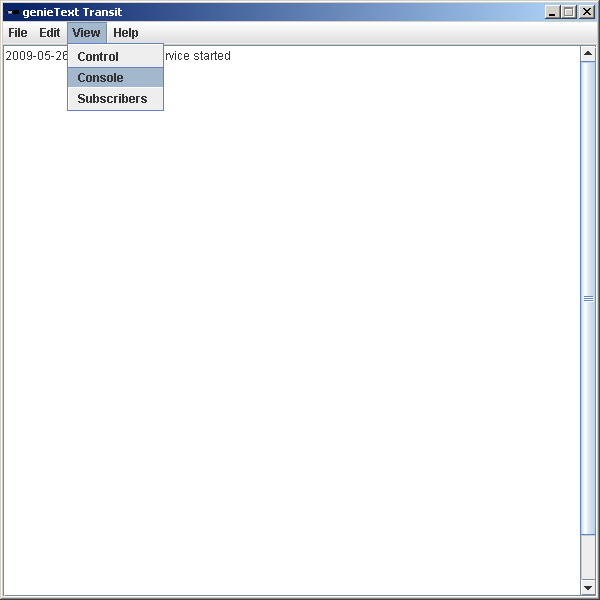 genieText Transit
File Edit View Help
2009-05-26 rvice started
Control
Console
Subscribers